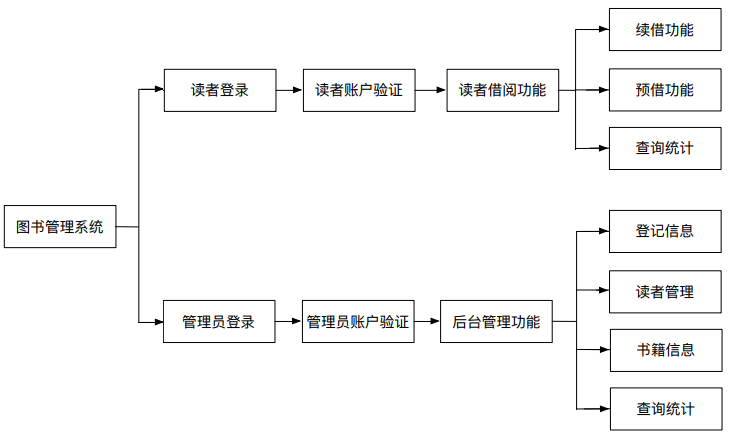 续借功能
读者登录
读者账户验证
读者借阅功能
预借功能
查询统计
图书管理系统
登记信息
读者管理
管理员登录
管理员账户验证
后台管理功能
书籍信息
查询统计